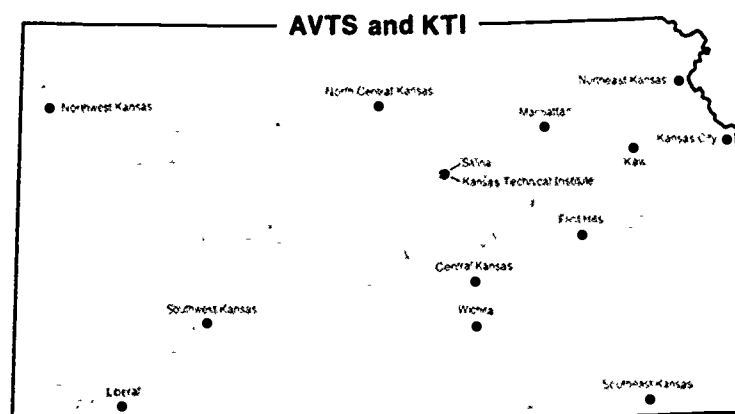 AVTS and KTI
Northeast Kansas
North Central Kansas
Northwest Kansas
Manhattan
Kansas City
Kaw
Salina
Kansas Technical Institute
Flint Hills
Central Kansas
Southwest Kansas
Wichita
Liberal
Southeast Kansas